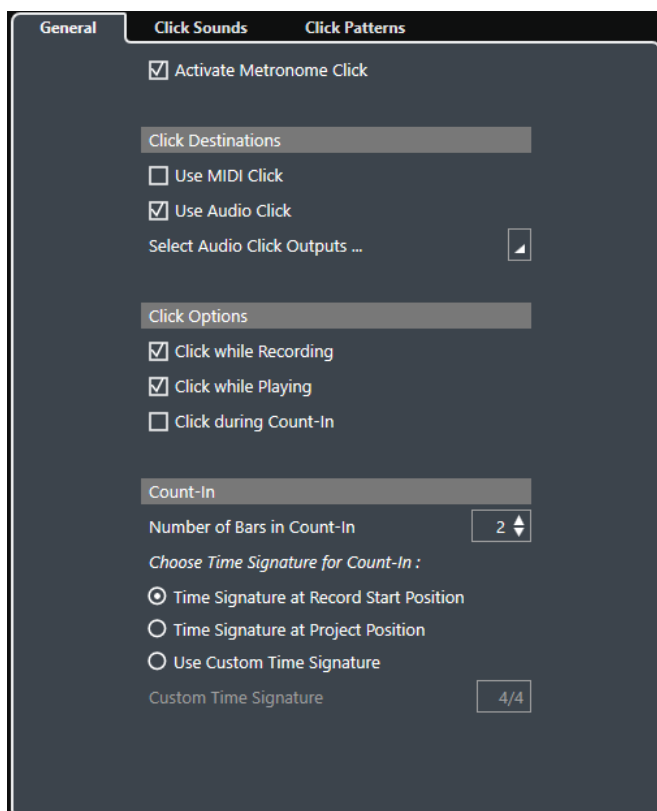 General Click Sounds Click Patterns
Activate Metronome Click
Click Destinations
Use MIDI Click
Use Audio Click
Select Audio Click Outputs ...
Click Options
Click while Recording
Click while Playing
Click during Count-In
Count-In
Number of Bars in Count-In 2
Choose Time Signature for Count-In :
Time Signature at Record Start Position
Time Signature at Project Position
Use Custom Time Signature
Custom Time Signature 4/4